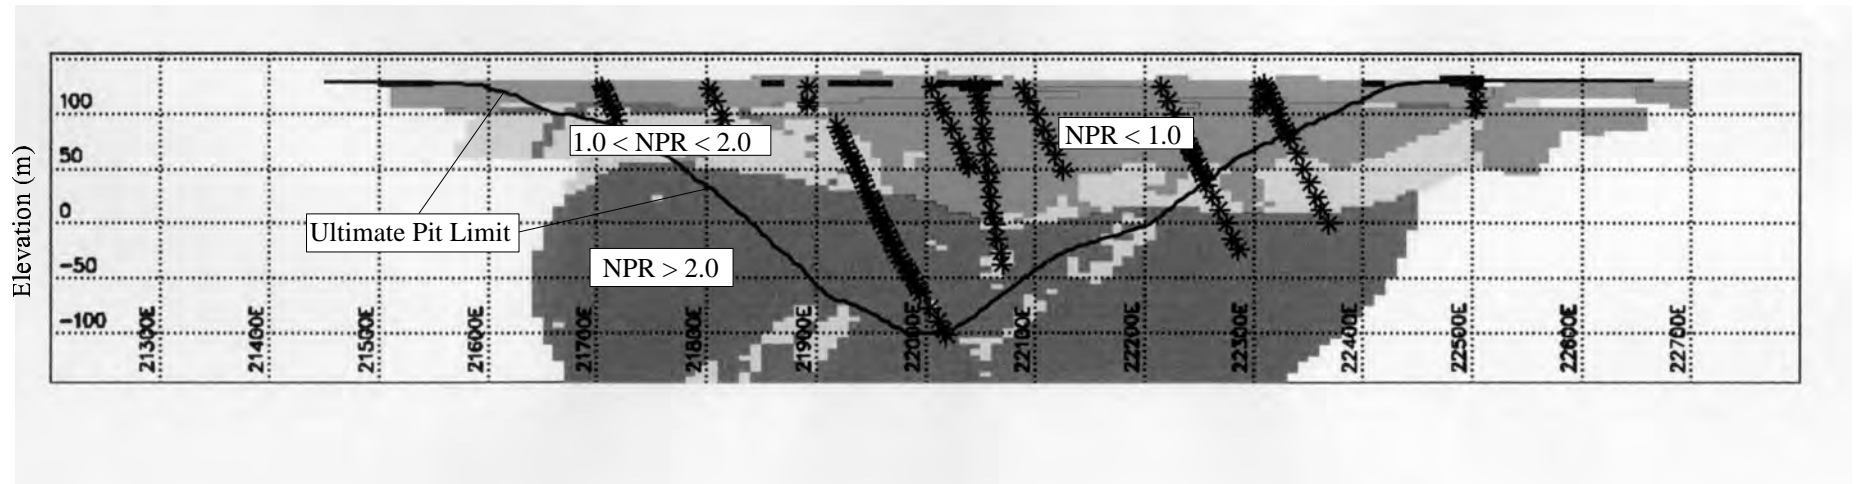 100
1.0 < NPR < 2.0
NPR < 1.0
50
Elevation (m)
0
Ultimate Pit Limit
NPR > 2.0
-50
-100
21300E
21400E
21500E
21600E
21700E
21800E
21900E
22000E
22100E
22200E
22300E
22400E
22500E
22600E
22700E